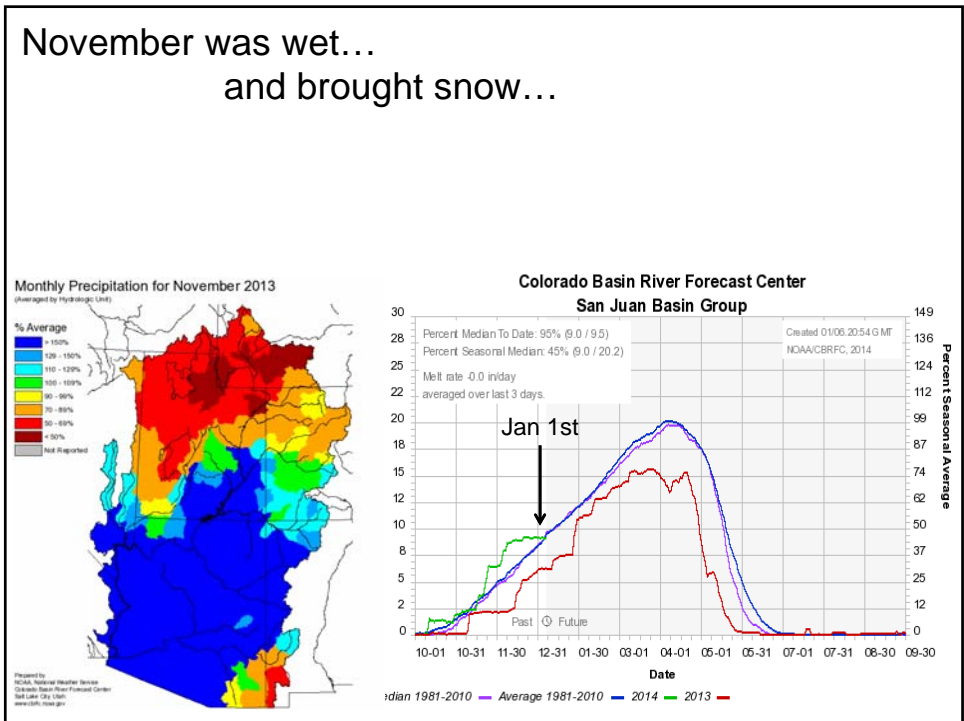 November was wet…
and brought snow…
Monthly Precipitation for November 2013
(Averaged by Hydrologic Unit)
% Average
> 150%
129 - 150%
110 - 129%
100 - 109%
90 - 99%
70 - 89%
50 - 69%
< 50%
Not Reported
Prepared by
NOAA, National Weather Service
Colorado Basin River Forecast Center
Salt Lake City, Utah
www.cbrfc.noaa.gov
Colorado Basin River Forecast Center
San Juan Basin Group
Percent Median To Date: 95% (9.0 / 9.5)
Percent Seasonal Median: 45% (9.0 / 20.2)
Melt rate -0.0 in/day
averaged over last 3 days.
Created 01/06.20:54 GMT
NOAA/CBRFC, 2014
Jan 1st
Past Future
30
28
25
22
20
18
15
12
10
8
5
2
0
149
136
124
112
99
87
74
62
50
37
25
12
0
Percent Seasonal Average
10-01 10-31 11-30 12-31 01-30 03-01 04-01 05-01 05-31 07-01 07-31 08-30 09-30
Date
edian 1981-2010 Average 1981-2010 2014 2013